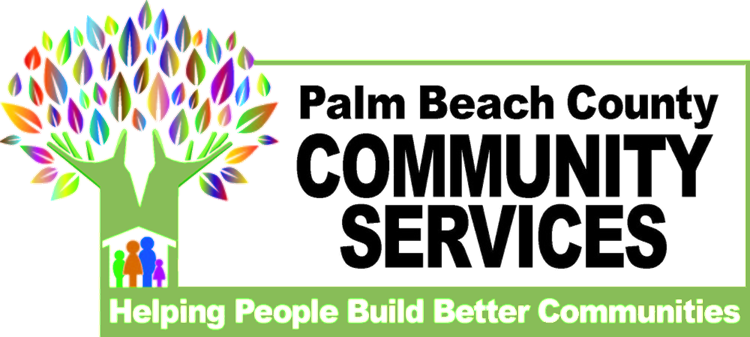 Palm Beach County
COMMUNITY
SERVICES
Helping People Build Better Communities